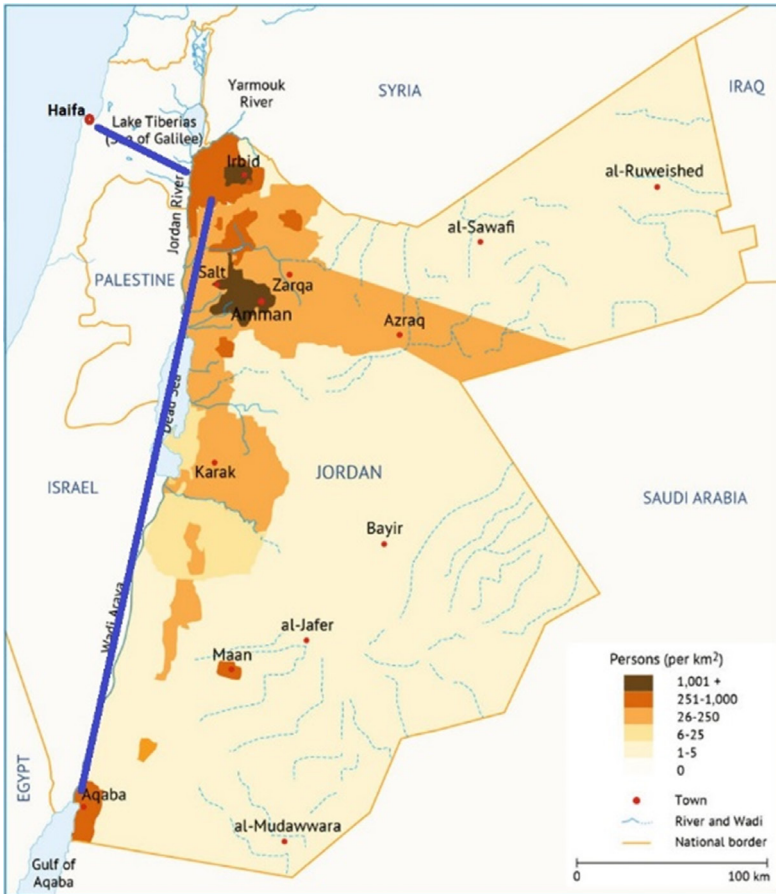 Haifa
Lake Tiberias
(Sea of Galilee)
Yarmouk
River
SYRIA
IRAQ
Irbid
al-Ruweished
Jordan River
al-Sawafi
PALESTINE
Salt
Zarqa
Amman
Azraq
Dead Sea
Karak
JORDAN
ISRAEL
SAUDI ARABIA
Bayir
Wadi Arava
al-Jafer
Maan
EGYPT
Aqaba
al-Mudawwara
Gulf of
Aqaba
Persons (per km²)
1,001 +
251-1,000
26-250
6-25
1-5
0
Town
River and Wadi
National border
0 100 km